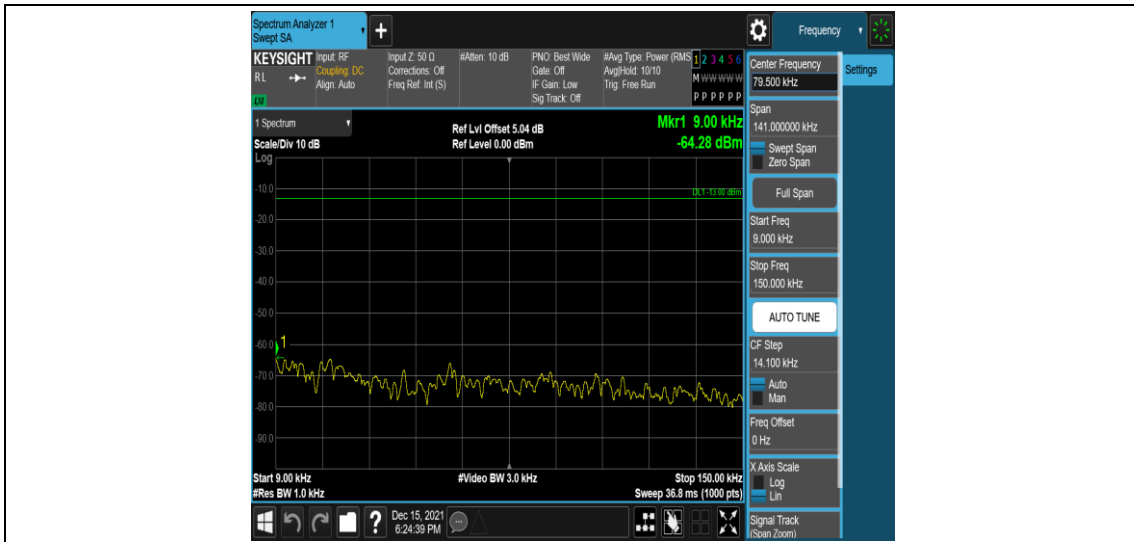 Spectrum Analyzer 1
Swept SA
+
Frequency
KEYSIGHT
RL
LXI
Input: RF
Coupling: DC
Align: Auto
Input Z: 50 Ω
Corrections: Off
Freq Ref: Int (S)
#Atten: 10 dB
PNO: Best Wide
Gate: Off
IF Gain: Low
Sig Track: Off
#Avg Type: Power (RMS
Avg|Hold: 10/10
Trig: Free Run
1 2 3 4 5 6
M W W W W W
P P P P P P
1 Spectrum
Scale/Div 10 dB
Ref Lvl Offset 5.04 dB
Ref Level 0.00 dBm
Mkr1 9.00 kHz
-64.28 dBm
Log
DL1 -13.00 dBm
-10.0
-20.0
-30.0
-40.0
-50.0
-60.0
1
-70.0
-80.0
-90.0
Start 9.00 kHz
#Video BW 3.0 kHz
Stop 150.00 kHz
#Res BW 1.0 kHz
Sweep 36.8 ms (1000 pts)
?
Dec 15, 2021
6:24:39 PM
Center Frequency
79.500 kHz
Settings
Span
141.000000 kHz
Swept Span
Zero Span
Full Span
Start Freq
9.000 kHz
Stop Freq
150.000 kHz
AUTO TUNE
CF Step
14.100 kHz
Auto
Man
Freq Offset
0 Hz
X Axis Scale
Log
Lin
Signal Track
(Span Zoom)